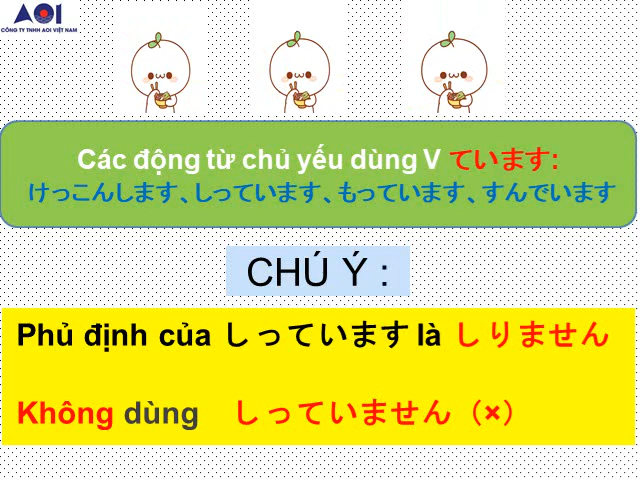 AOI
CÔNG TY TNHH AOI VIỆT NAM
Các động từ chủ yếu dùng V ています:
けっこんします、しっています、もっています、すんでいます
CHÚ Ý :
Phủ định của しっています là しりません
Không dùng しっていません（×）